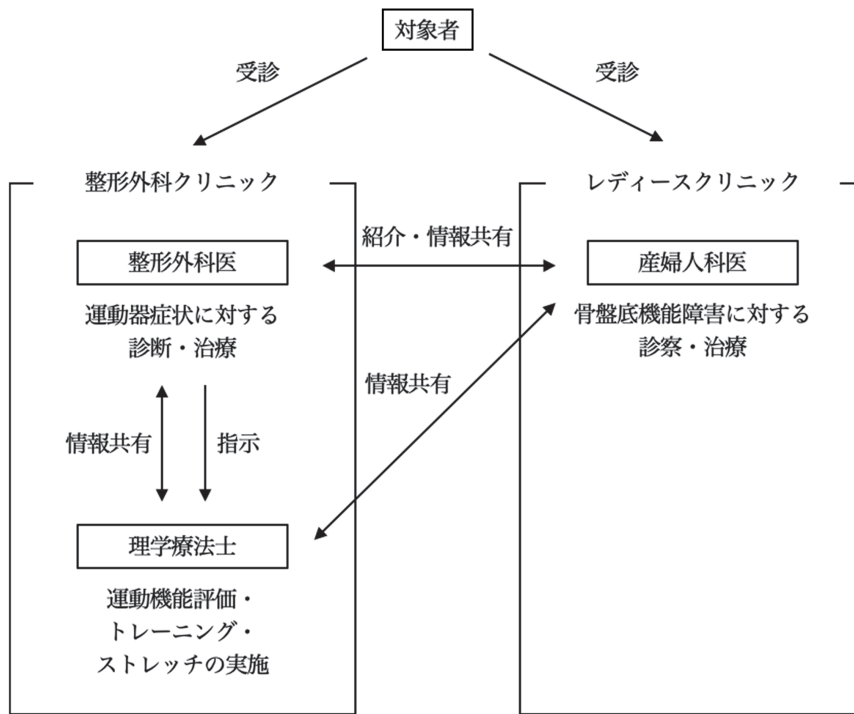 対象者
受診
受診
整形外科クリニック
レディースクリニック
紹介・情報共有
整形外科医
産婦人科医
運動器症状に対する
診断・治療
骨盤底機能障害に対する
診察・治療
情報共有
情報共有
指示
理学療法士
運動機能評価・
トレーニング・
ストレッチの実施